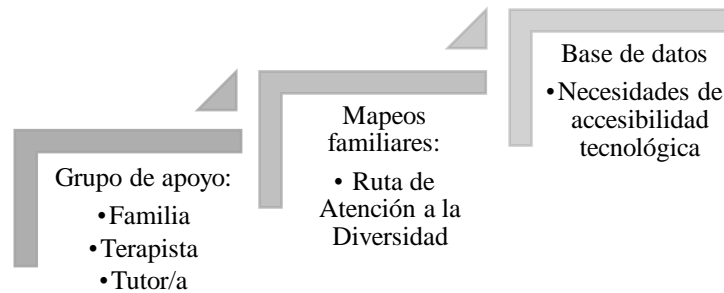 Grupo de apoyo:
•Familia
•Terapista
•Tutor/a
Mapeos
familiares:
• Ruta de
Atención a la
Diversidad
Base de datos
•Necesidades de
accesibilidad
tecnológica